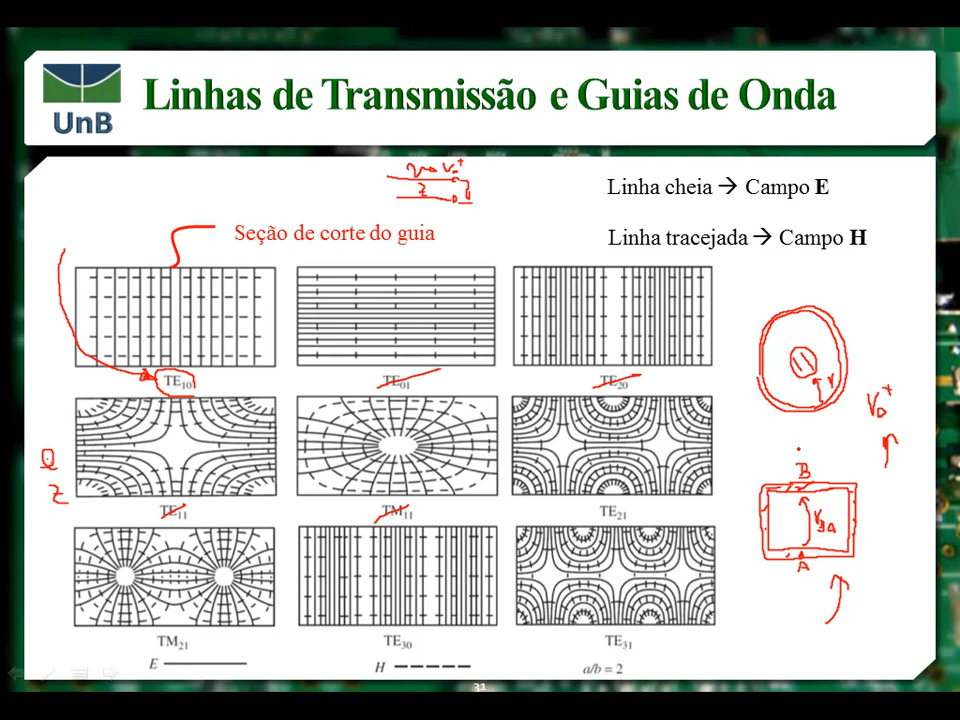 UnB
Linhas de Transmissão e Guias de Onda
Linha cheia → Campo E
Seção de corte do guia
Linha tracejada → Campo H
Z
TE10
TE01
TE20
V0+
B
VBA
A
Z
TE11
TM11
TE21
TM21
TE30
TE31
E
H
a/b = 2
31